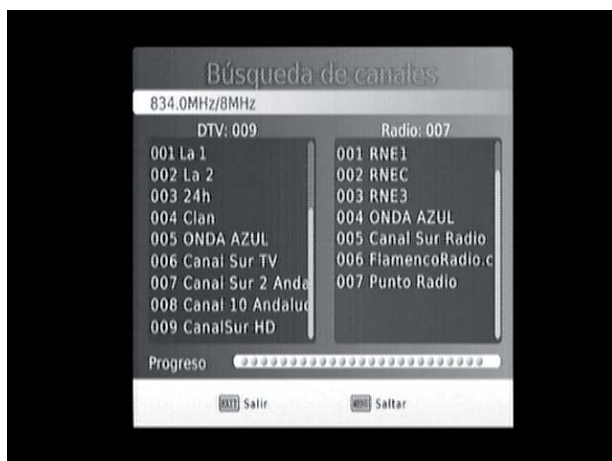 Búsqueda de canales
834.0MHz/8MHz
DTV: 009
001 La 1
002 La 2
003 24h
004 Clan
005 ONDA AZUL
006 Canal Sur TV
007 Canal Sur 2 Anda
008 Canal 10 Andaluc
009 CanalSur HD
Radio: 007
001 RNE1
002 RNEC
003 RNE3
004 ONDA AZUL
005 Canal Sur Radio
006 FlamencoRadio.c
007 Punto Radio
Progreso
EXIT Salir
MENU Saltar